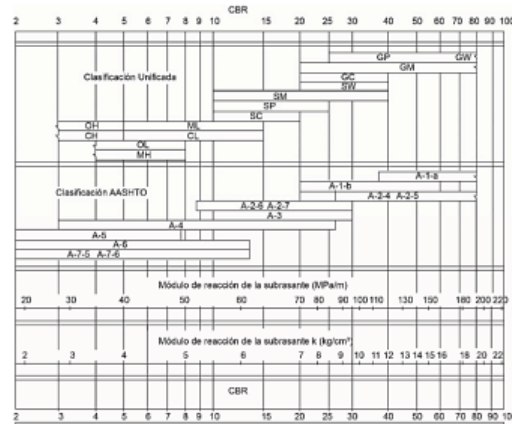 CBR
2 3 4 5 6 7 8 9 10 15 20 25 30 40 50 60 70 80 90 100
GP GW
Clasificación Unificada GM
GC
SW
SM
SP
SC
OH ML
CH CL
OL
MH
A-1-a
A-1-b
Clasificación AASHTO A-2-4 A-2-5
A-2-6 A-2-7
A-3
A-4
A-5
A-6
A-7-5 A-7-6
Módulo de reacción de la subrasante (MPa/m)
20 30 40 50 60 70 80 90 100 110 130 150 180 200 220
Módulo de reacción de la subrasante k (kg/cm³)
2 3 4 5 6 7 8 9 10 11 12 13 14 15 16 18 20 22
CBR
2 3 4 5 6 7 8 9 10 15 20 25 30 40 50 60 70 80 90 100